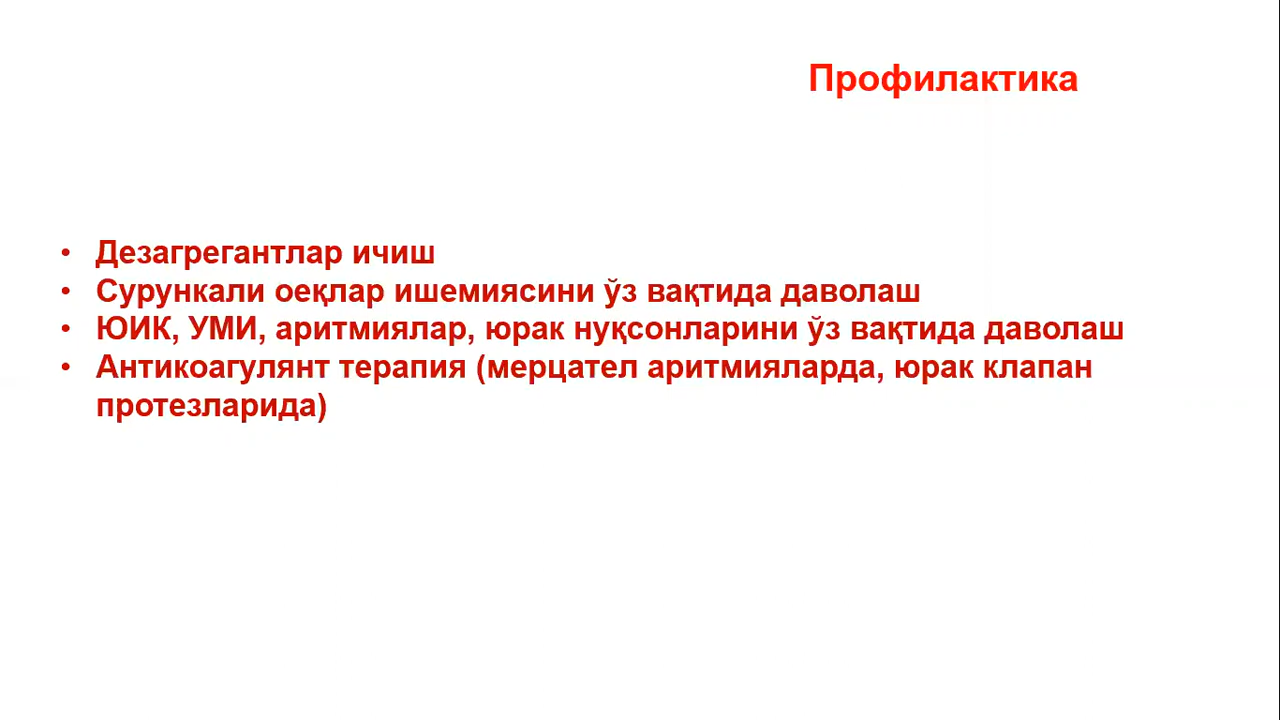 Профилактика
• Дезагрегантлар ичиш
• Сурункали оеқлар ишемиясини ўз вақтида даволаш
• ЮИК, УМИ, аритмиялар, юрак нуқсонларини ўз вақтида даволаш
• Антикоагулянт терапия (мерцател аритмияларда, юрак клапан
протезларида)